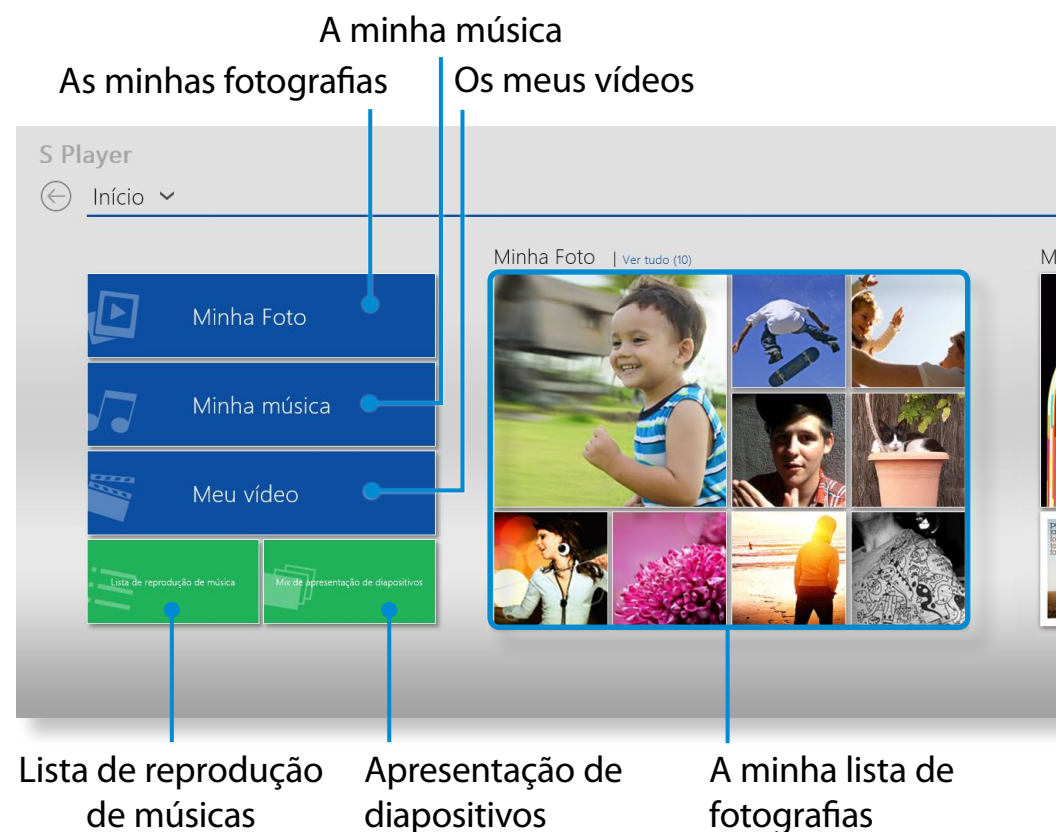 A minha música
As minhas fotografias
Os meus vídeos
S Player
Início
Minha Foto | Ver tudo (10)
M
Minha Foto
Minha música
Meu vídeo
Lista de reprodução de música
Mix de apresentação de diapositivos
Lista de reprodução
de músicas
Apresentação de
diapositivos
A minha lista de
fotografias